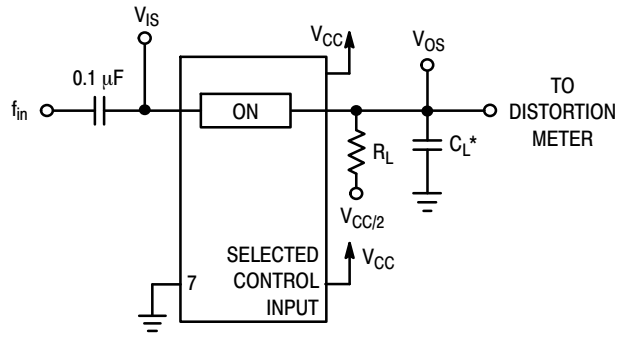 V_IS
V_CC
V_OS
0.1 μF
f_in
ON
TO
DISTORTION
METER
R_L
C_L*
V_CC/2
SELECTED
CONTROL
INPUT
V_CC
7